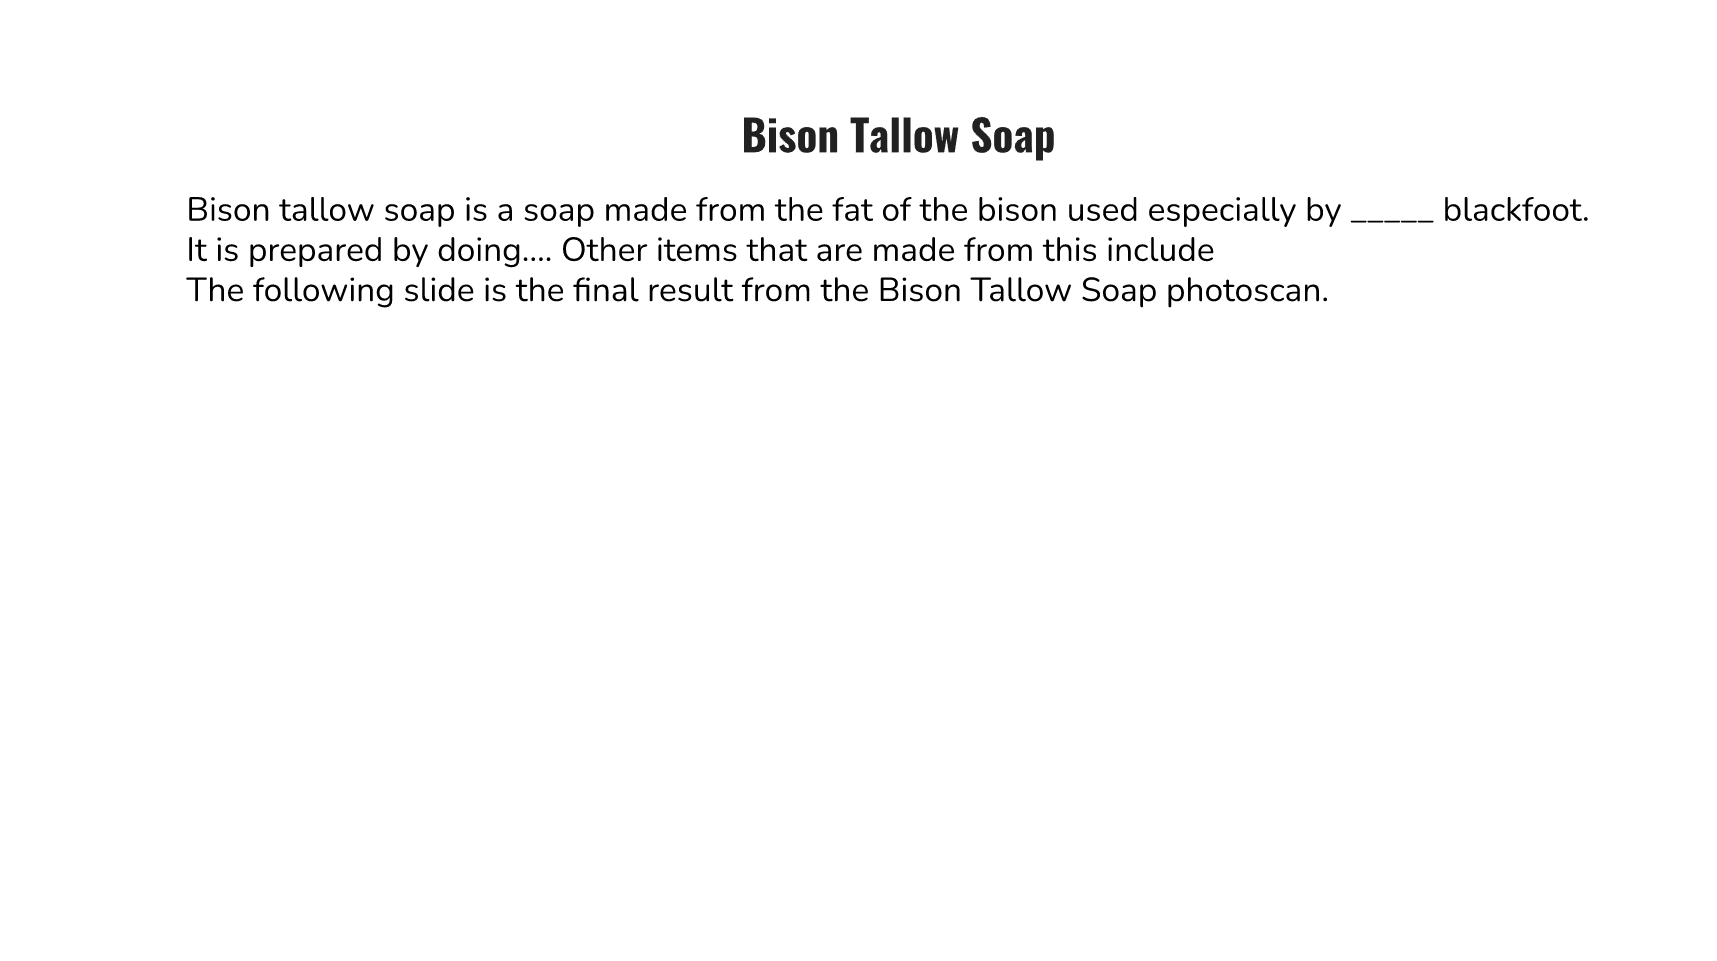 Bison Tallow Soap
Bison tallow soap is a soap made from the fat of the bison used especially by _____ blackfoot.
It is prepared by doing.... Other items that are made from this include
The following slide is the final result from the Bison Tallow Soap photoscan.